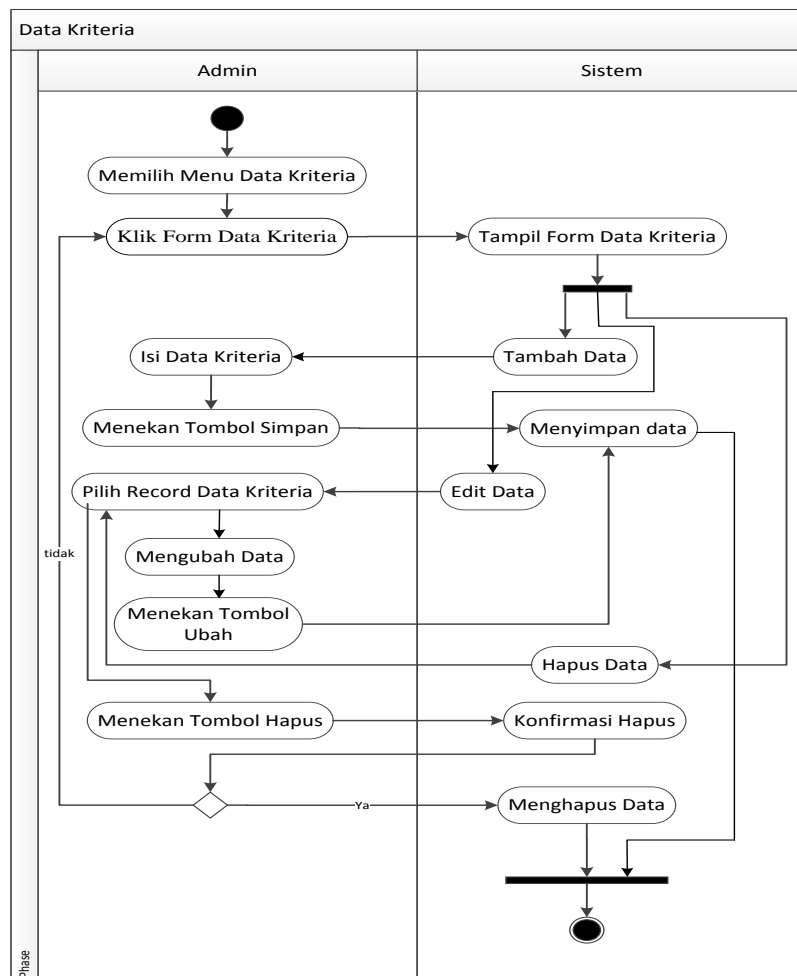 Data Kriteria
Admin
Sistem
Memilih Menu Data Kriteria
Klik Form Data Kriteria
Tampil Form Data Kriteria
Isi Data Kriteria
Tambah Data
Menekan Tombol Simpan
Menyimpan data
Pilih Record Data Kriteria
Edit Data
tidak
Mengubah Data
Menekan Tombol
Ubah
Hapus Data
Menekan Tombol Hapus
Konfirmasi Hapus
Ya
Menghapus Data
Phase